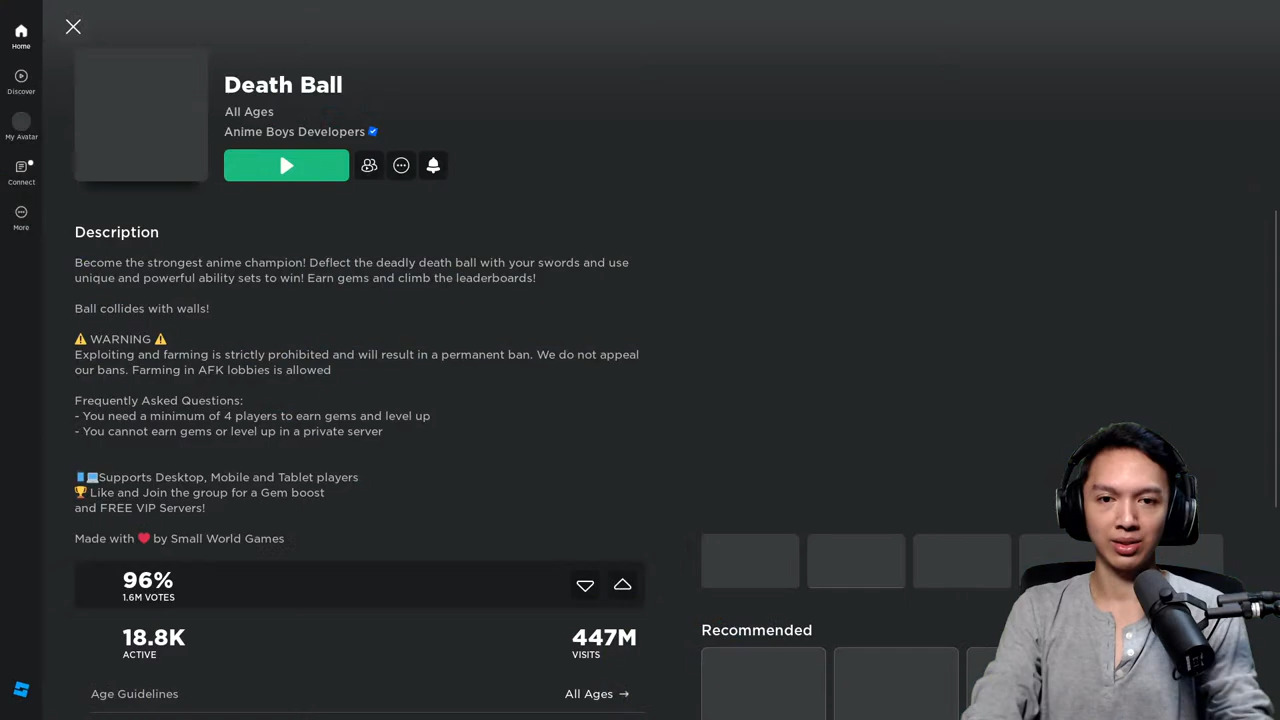 Home
Discover
My Avatar
Connect
More
Death Ball
All Ages
Anime Boys Developers
Description
Become the strongest anime champion! Deflect the deadly death ball with your swords and use
unique and powerful ability sets to win! Earn gems and climb the leaderboards!
Ball collides with walls!
⚠️ WARNING ⚠️
Exploiting and farming is strictly prohibited and will result in a permanent ban. We do not appeal
our bans. Farming in AFK lobbies is allowed
Frequently Asked Questions:
- You need a minimum of 4 players to earn gems and level up
- You cannot earn gems or level up in a private server
📱💻Supports Desktop, Mobile and Tablet players
🏆Like and Join the group for a Gem boost
and FREE VIP Servers!
Made with ❤️ by Small World Games
96%
1.6M VOTES
18.8K
ACTIVE
447M
VISITS
Age Guidelines
All Ages →
Recommended